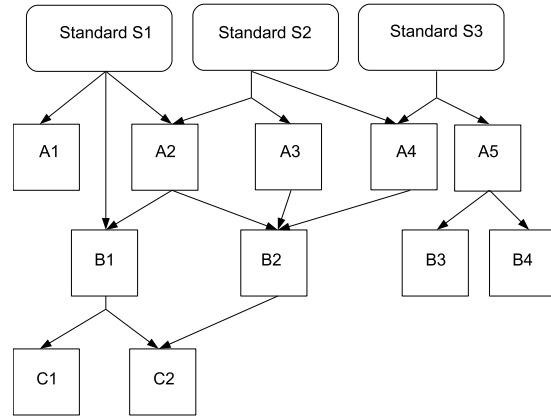 Standard S1
Standard S2
Standard S3
A1
A2
A3
A4
A5
B1
B2
B3
B4
C1
C2